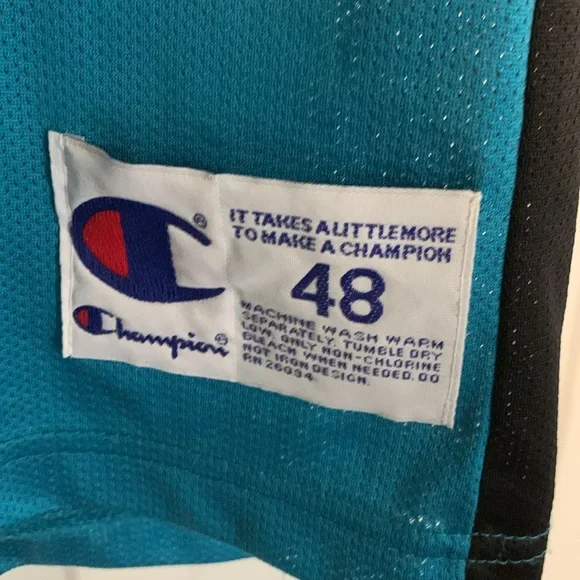 ®
Champion®
IT TAKES A LITTLE MORE
TO MAKE A CHAMPION
48
MACHINE WASH WARM
SEPARATELY. TUMBLE DRY
LOW. ONLY NON-CHLORINE
BLEACH WHEN NEEDED. DO
NOT IRON DESIGN.
RN 26094